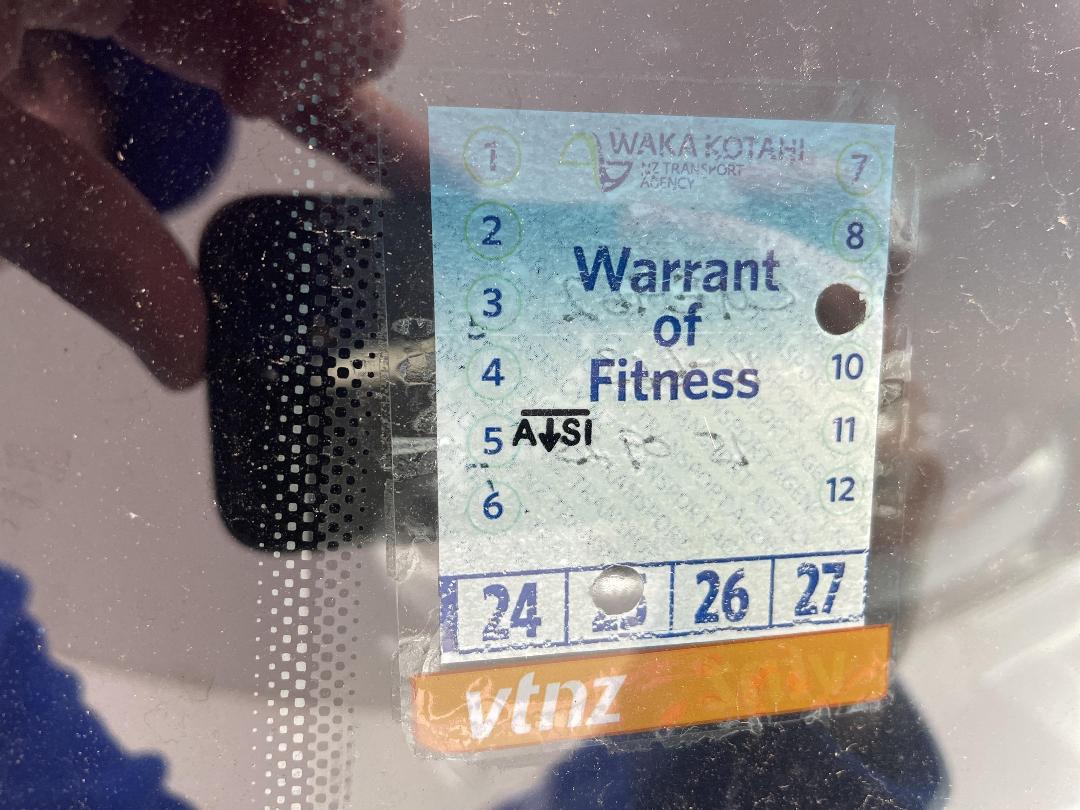 WAKA KOTAHI
NZ TRANSPORT
AGENCY
1
2
3
4
5
6
Warrant
of
Fitness
A↓SI
7
8
10
11
12
24
26
27
vtnz